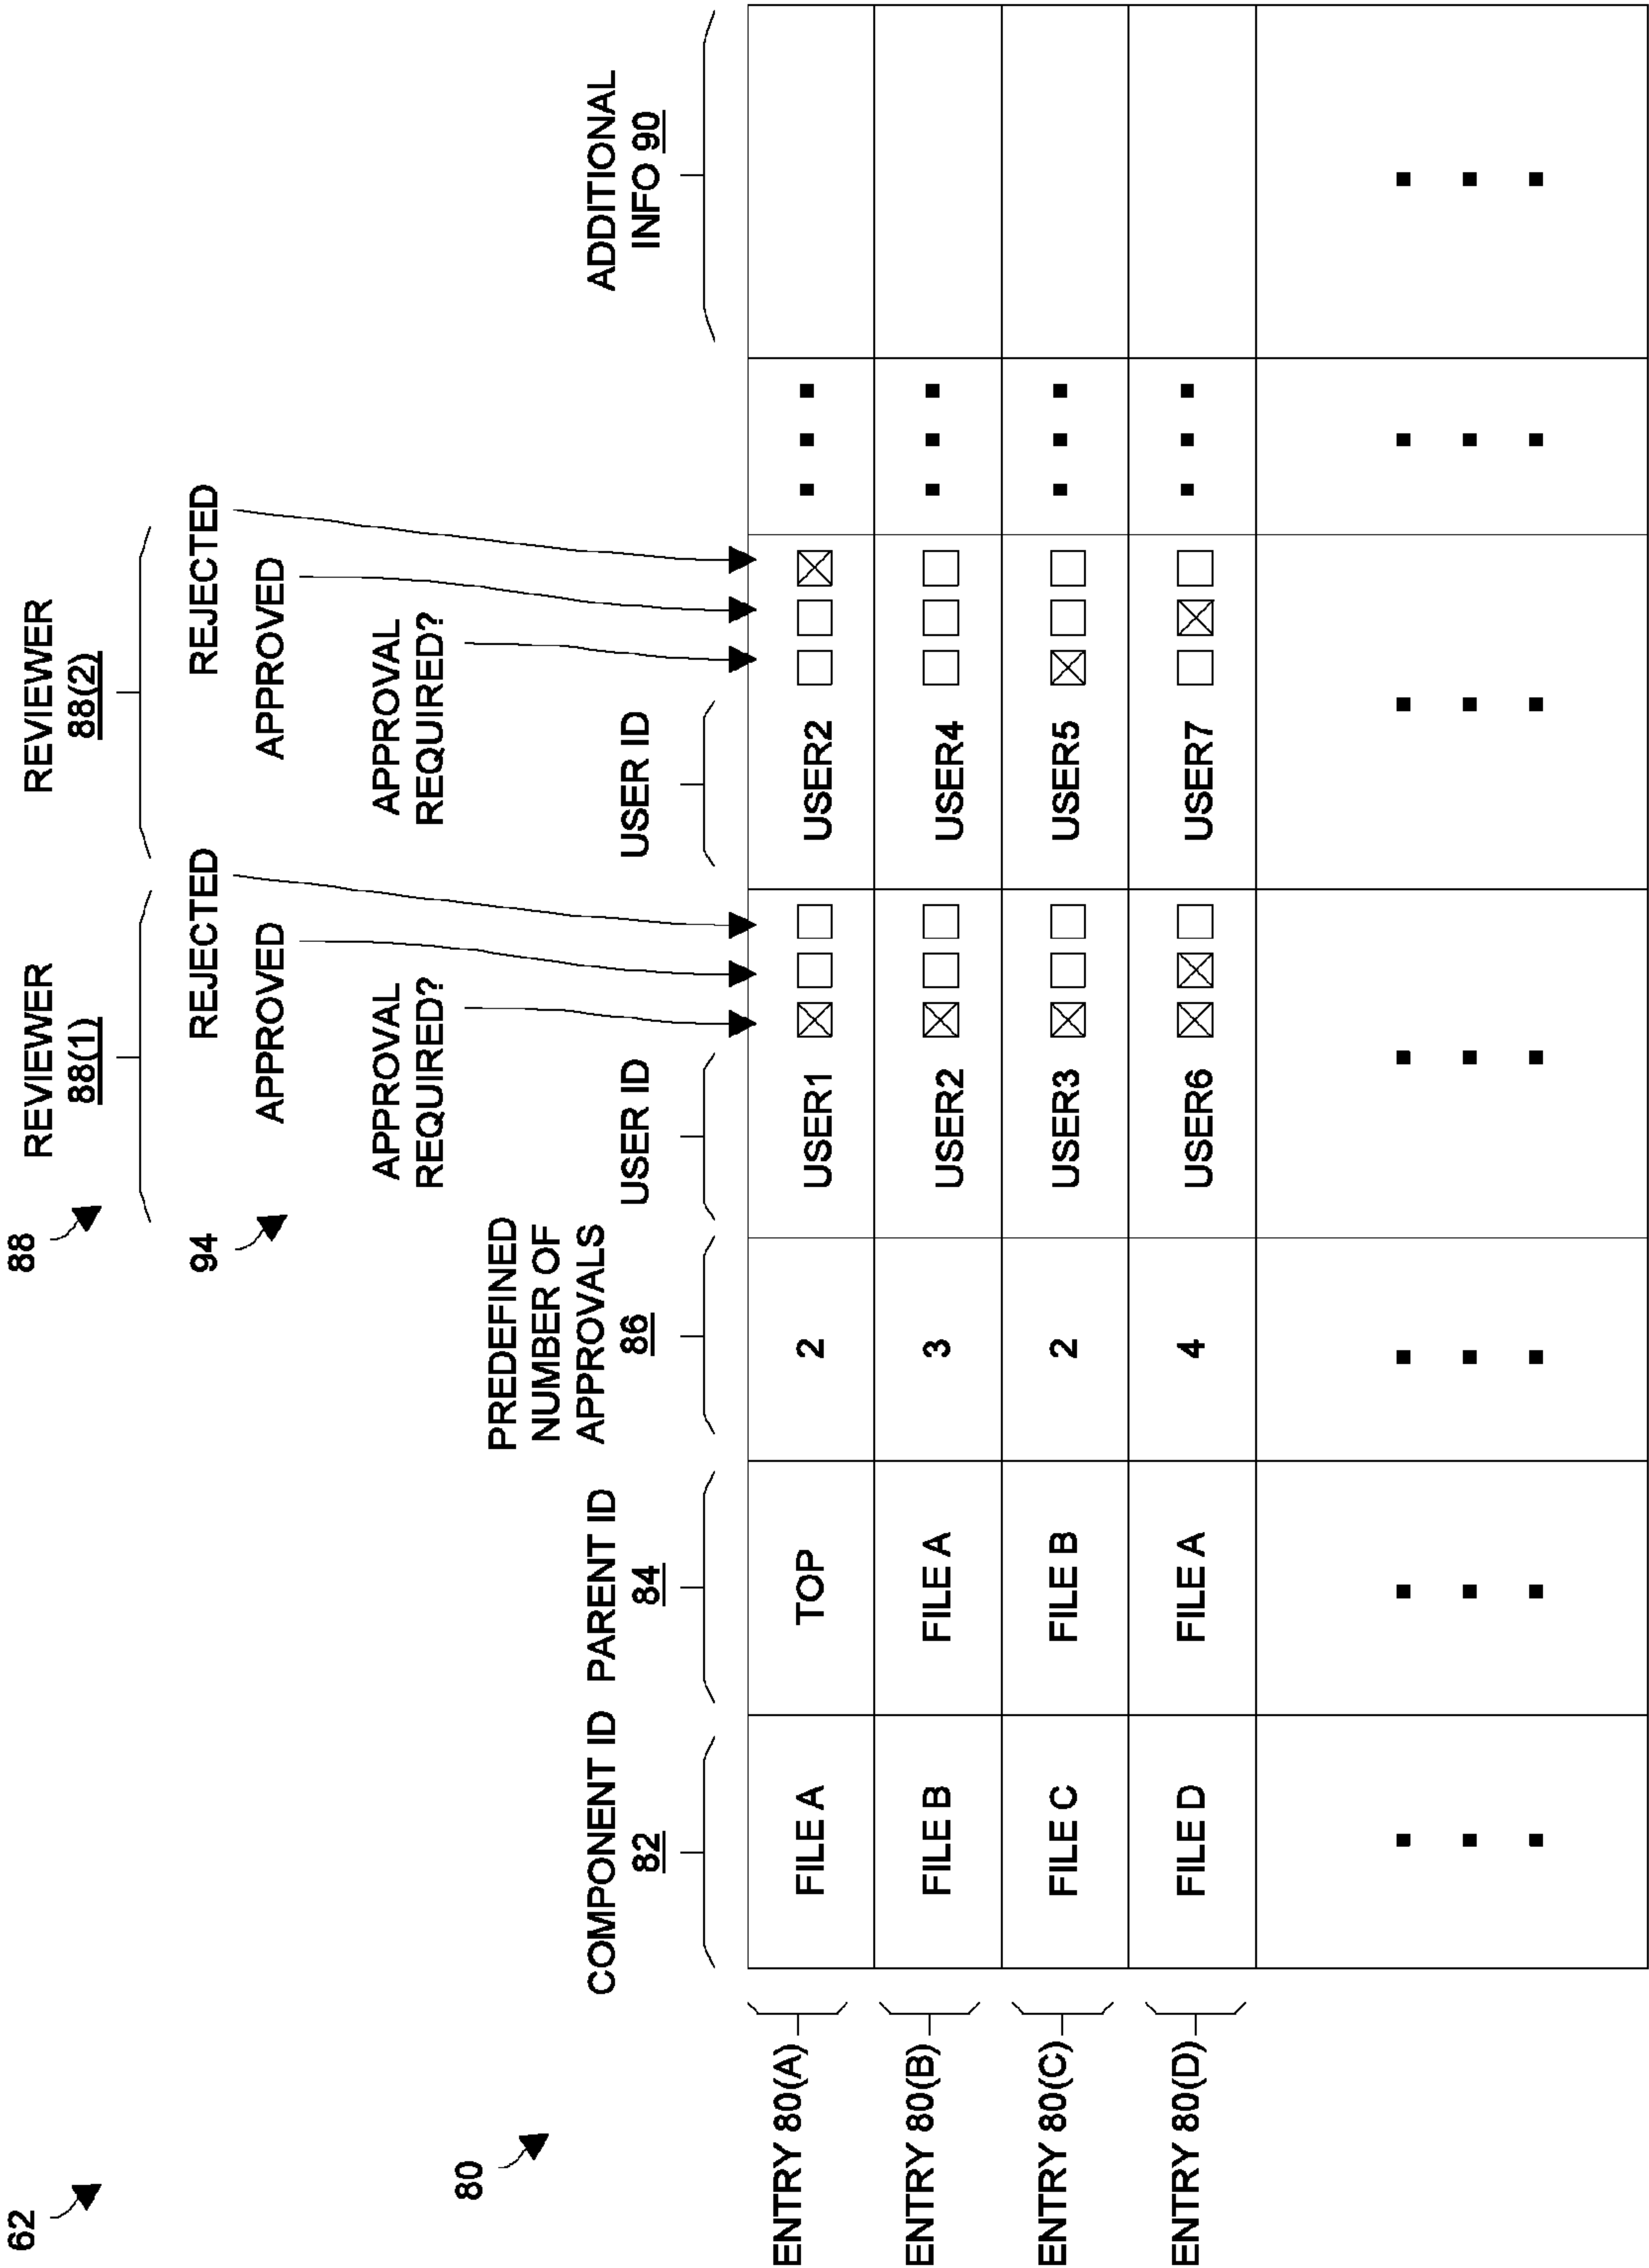 62
88
REVIEWER
88(1)
REVIEWER
88(2)
94
REJECTED
REJECTED
APPROVED
APPROVED
APPROVAL
REQUIRED?
APPROVAL
REQUIRED?
80
COMPONENT ID
82
PARENT ID
84
PREDEFINED
NUMBER OF
APPROVALS
86
USER ID
USER ID
ADDITIONAL
INFO 90
ENTRY 80(A) FILE A TOP 2 USER1 USER2
ENTRY 80(B) FILE B FILE A 3 USER2 USER4
ENTRY 80(C) FILE C FILE B 2 USER3 USER5
ENTRY 80(D) FILE D FILE A 4 USER6 USER7